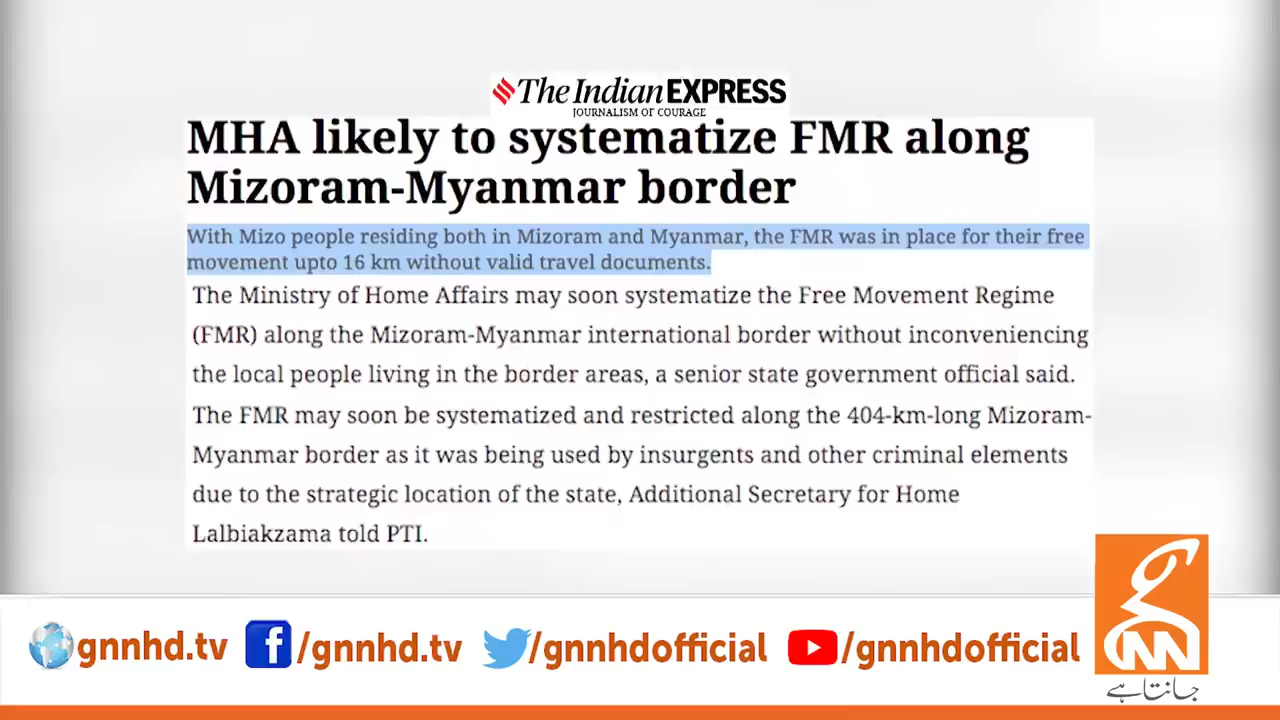 The Indian EXPRESS
JOURNALISM OF COURAGE
MHA likely to systematize FMR along
Mizoram-Myanmar border
With Mizo people residing both in Mizoram and Myanmar, the FMR was in place for their free
movement upto 16 km without valid travel documents.
The Ministry of Home Affairs may soon systematize the Free Movement Regime
(FMR) along the Mizoram-Myanmar international border without inconveniencing
the local people living in the border areas, a senior state government official said.
The FMR may soon be systematized and restricted along the 404-km-long Mizoram-
Myanmar border as it was being used by insurgents and other criminal elements
due to the strategic location of the state, Additional Secretary for Home
Lalbiakzama told PTI.
gnnhd.tv /gnnhd.tv /gnnhdofficial /gnnhdofficial
GNN
جانتا ہے